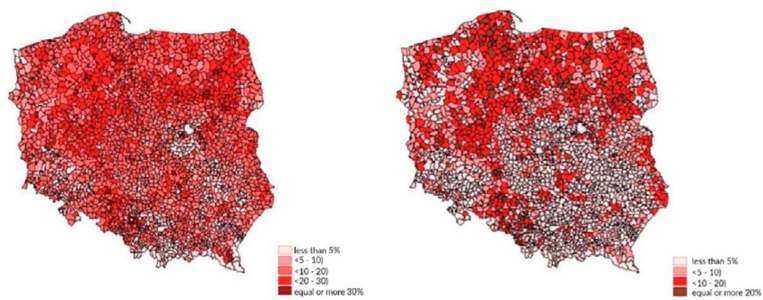 less than 5%
<5 - 10)
<10 - 20)
<20 - 30)
equal or more 30%
less than 5%
<5 - 10)
<10 - 20)
equal or more 20%